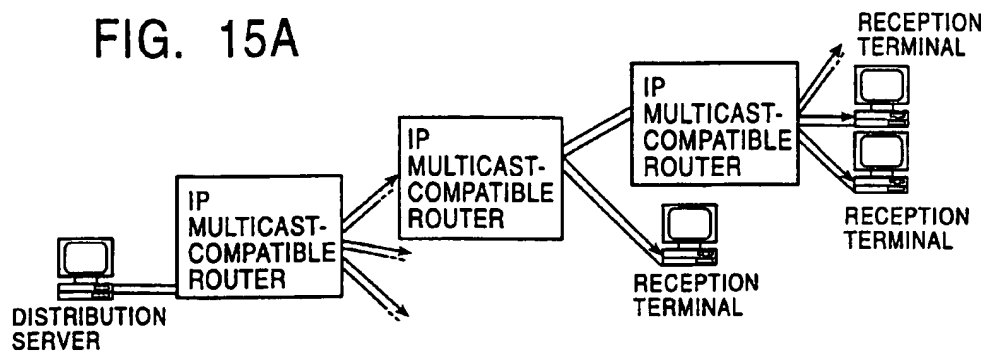 FIG. 15A
RECEPTION
TERMINAL
IP
MULTICAST-
COMPATIBLE
ROUTER
IP
MULTICAST-
COMPATIBLE
ROUTER
IP
MULTICAST-
COMPATIBLE
ROUTER
RECEPTION
TERMINAL
RECEPTION
TERMINAL
DISTRIBUTION
SERVER